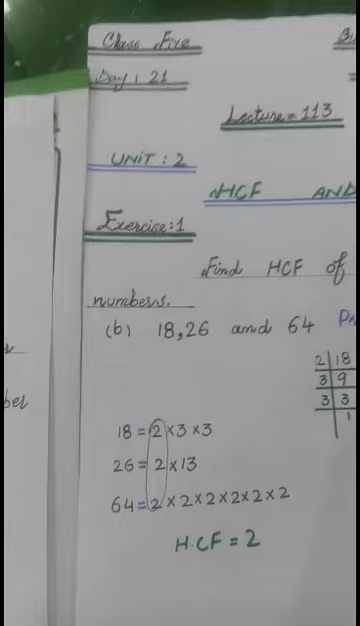 Class Five
Day: 21
Lecture = 113
UNIT: 2
HCF AND
Exercise:1
Find HCF of
numbers.
(b) 18,26 and 64
2 | 18
3 | 9
3 | 3
1
18 = 2 × 3 × 3
26 = 2 × 13
64 = 2 × 2 × 2 × 2 × 2 × 2
H.CF = 2